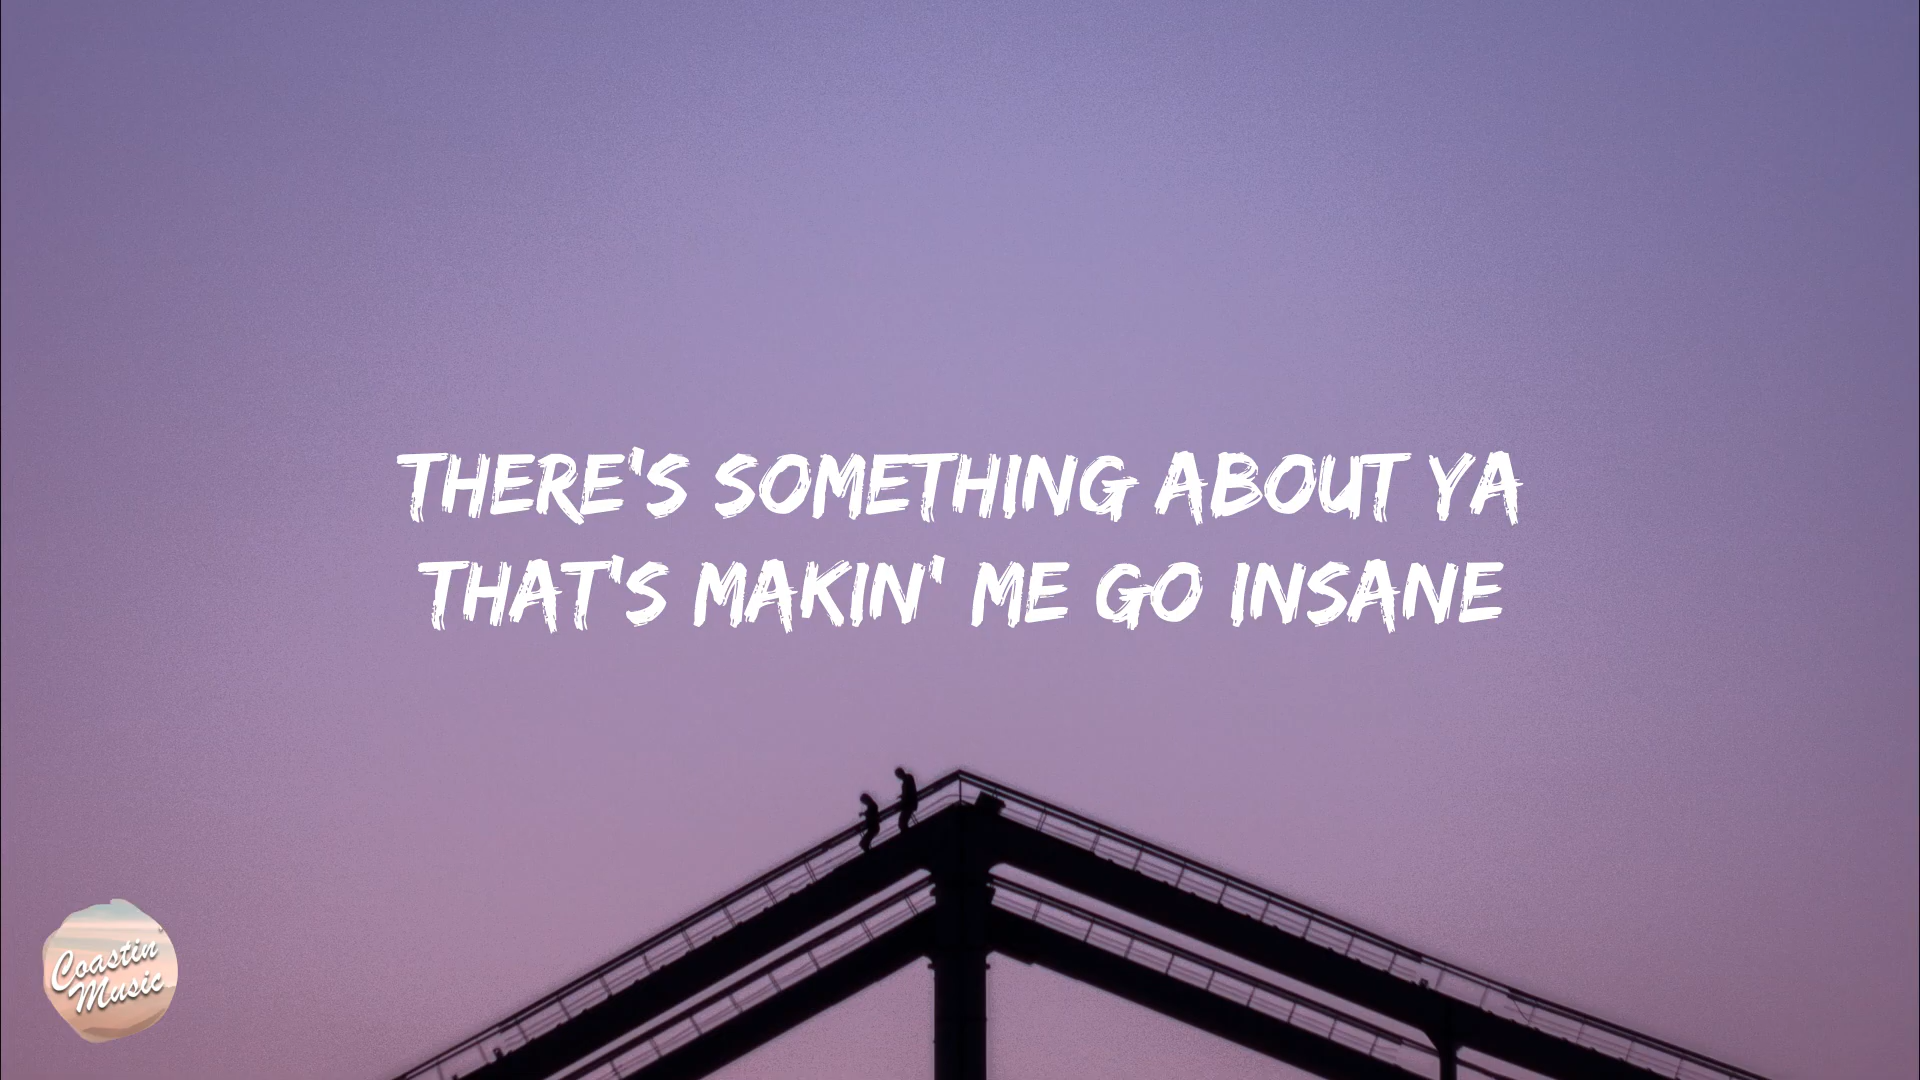 THERE'S SOMETHING ABOUT YA
THAT'S MAKIN' ME GO INSANE
Coastin'
Music